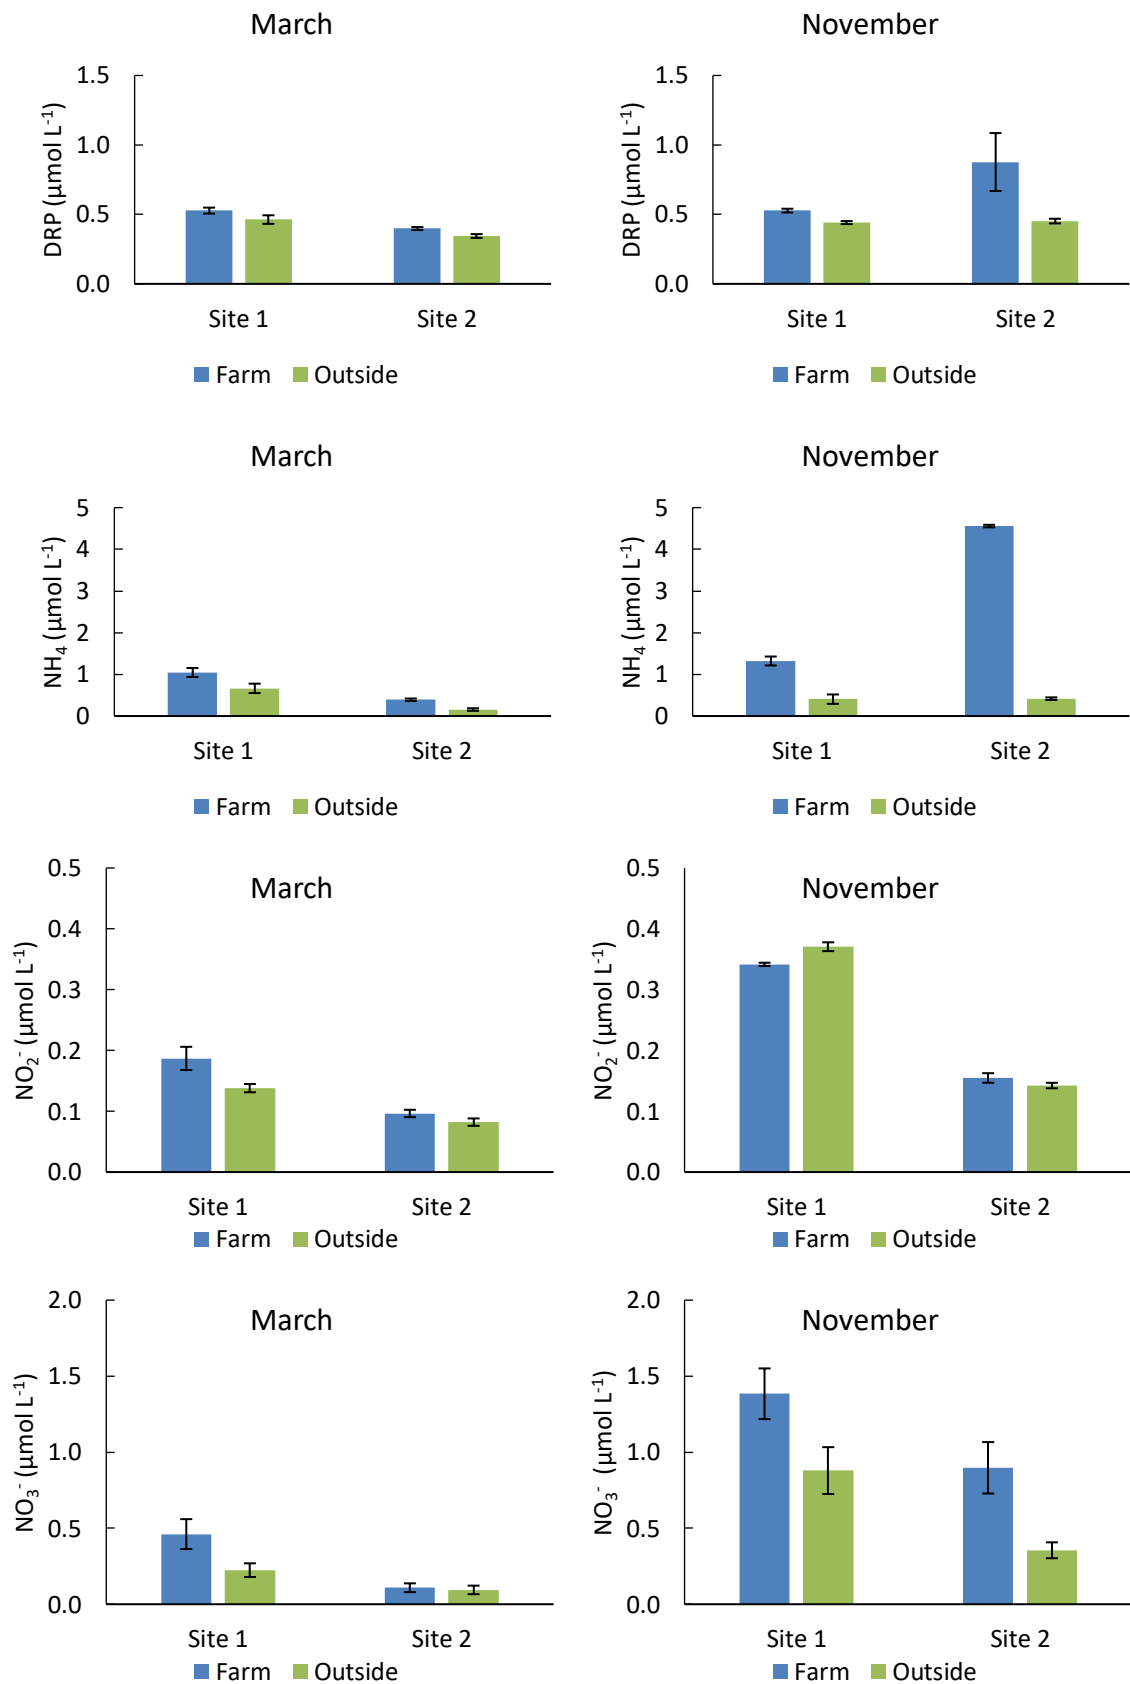 March
November
DRP (µmol L⁻¹)
1.5
1.0
0.5
0.0
Site 1
Site 2
Farm
Outside
DRP (µmol L⁻¹)
1.5
1.0
0.5
0.0
Site 1
Site 2
Farm
Outside
March
November
NH₄ (µmol L⁻¹)
5
4
3
2
1
0
Site 1
Site 2
Farm
Outside
NH₄ (µmol L⁻¹)
5
4
3
2
1
0
Site 1
Site 2
Farm
Outside
March
November
NO₂⁻ (µmol L⁻¹)
0.5
0.4
0.3
0.2
0.1
0.0
Site 1
Site 2
Farm
Outside
NO₂⁻ (µmol L⁻¹)
0.5
0.4
0.3
0.2
0.1
0.0
Site 1
Site 2
Farm
Outside
March
November
NO₃⁻ (µmol L⁻¹)
2.0
1.5
1.0
0.5
0.0
Site 1
Site 2
Farm
Outside
NO₃⁻ (µmol L⁻¹)
2.0
1.5
1.0
0.5
0.0
Site 1
Site 2
Farm
Outside